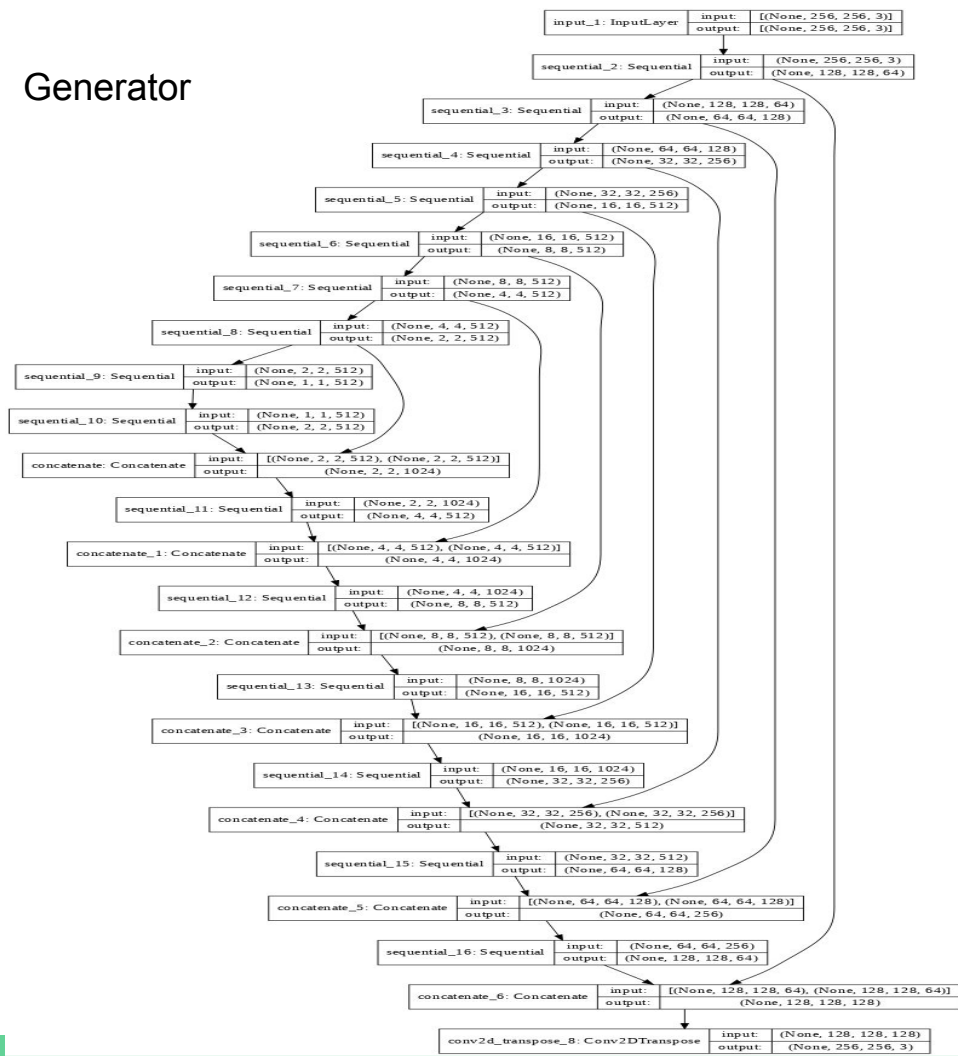 Generator
input_1: InputLayer
input: [(None, 256, 256, 3)]
output: [(None, 256, 256, 3)]
sequential_2: Sequential
input: (None, 256, 256, 3)
output: (None, 128, 128, 64)
sequential_3: Sequential
input: (None, 128, 128, 64)
output: (None, 64, 64, 128)
sequential_4: Sequential
input: (None, 64, 64, 128)
output: (None, 32, 32, 256)
sequential_5: Sequential
input: (None, 32, 32, 256)
output: (None, 16, 16, 512)
sequential_6: Sequential
input: (None, 16, 16, 512)
output: (None, 8, 8, 512)
sequential_7: Sequential
input: (None, 8, 8, 512)
output: (None, 4, 4, 512)
sequential_8: Sequential
input: (None, 4, 4, 512)
output: (None, 2, 2, 512)
sequential_9: Sequential
input: (None, 2, 2, 512)
output: (None, 1, 1, 512)
sequential_10: Sequential
input: (None, 1, 1, 512)
output: (None, 2, 2, 512)
concatenate: Concatenate
input: [(None, 2, 2, 512), (None, 2, 2, 512)]
output: (None, 2, 2, 1024)
sequential_11: Sequential
input: (None, 2, 2, 1024)
output: (None, 4, 4, 512)
concatenate_1: Concatenate
input: [(None, 4, 4, 512), (None, 4, 4, 512)]
output: (None, 4, 4, 1024)
sequential_12: Sequential
input: (None, 4, 4, 1024)
output: (None, 8, 8, 512)
concatenate_2: Concatenate
input: [(None, 8, 8, 512), (None, 8, 8, 512)]
output: (None, 8, 8, 1024)
sequential_13: Sequential
input: (None, 8, 8, 1024)
output: (None, 16, 16, 512)
concatenate_3: Concatenate
input: [(None, 16, 16, 512), (None, 16, 16, 512)]
output: (None, 16, 16, 1024)
sequential_14: Sequential
input: (None, 16, 16, 1024)
output: (None, 32, 32, 256)
concatenate_4: Concatenate
input: [(None, 32, 32, 256), (None, 32, 32, 256)]
output: (None, 32, 32, 512)
sequential_15: Sequential
input: (None, 32, 32, 512)
output: (None, 64, 64, 128)
concatenate_5: Concatenate
input: [(None, 64, 64, 128), (None, 64, 64, 128)]
output: (None, 64, 64, 256)
sequential_16: Sequential
input: (None, 64, 64, 256)
output: (None, 128, 128, 64)
concatenate_6: Concatenate
input: [(None, 128, 128, 64), (None, 128, 128, 64)]
output: (None, 128, 128, 128)
conv2d_transpose_8: Conv2DTranspose
input: (None, 128, 128, 128)
output: (None, 256, 256, 3)